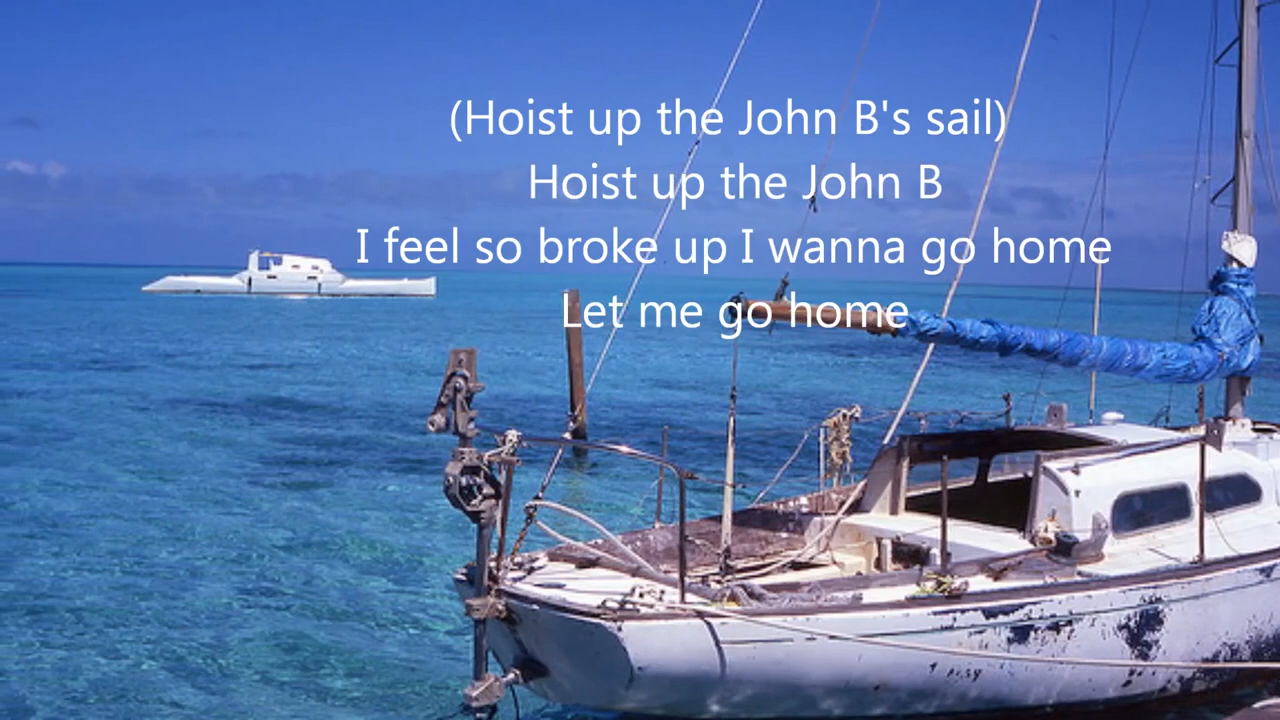 (Hoist up the John B's sail)
Hoist up the John B
I feel so broke up I wanna go home
Let me go home